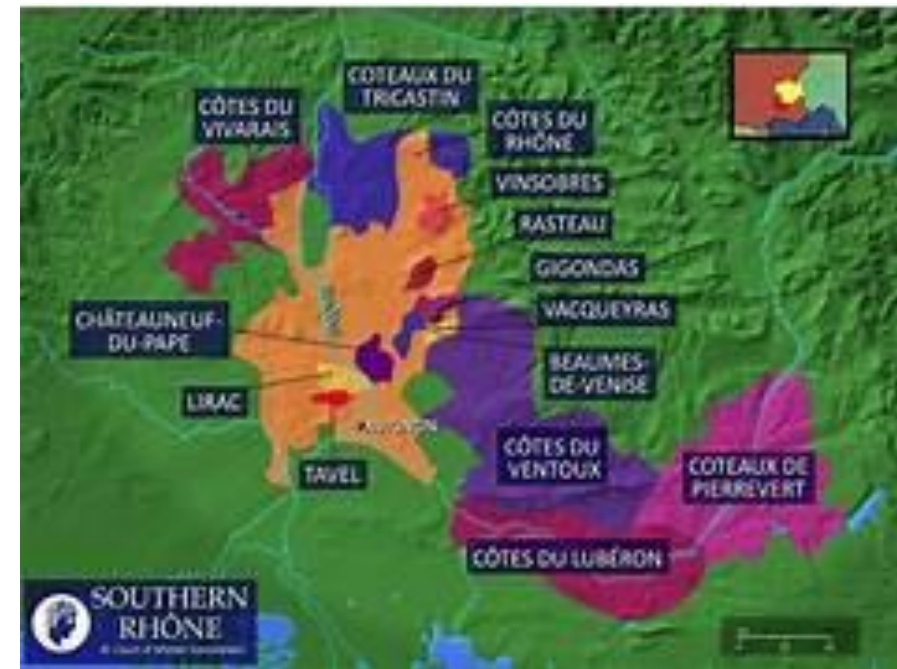 COTEAUX DU
TRICASTIN
CÔTES DU
VIVARAIS
CÔTES DU
RHÔNE
VINSOBRES
RASTEAU
GIGONDAS
CHÂTEAUNEUF-
DU-PAPE
VACQUEYRAS
BEAUMES-
DE-VENISE
LIRAC
AVIGNON
TAVEL
CÔTES DU
VENTOUX
COTEAUX DE
PIERREVERT
CÔTES DU LUBÉRON
SOUTHERN
RHÔNE